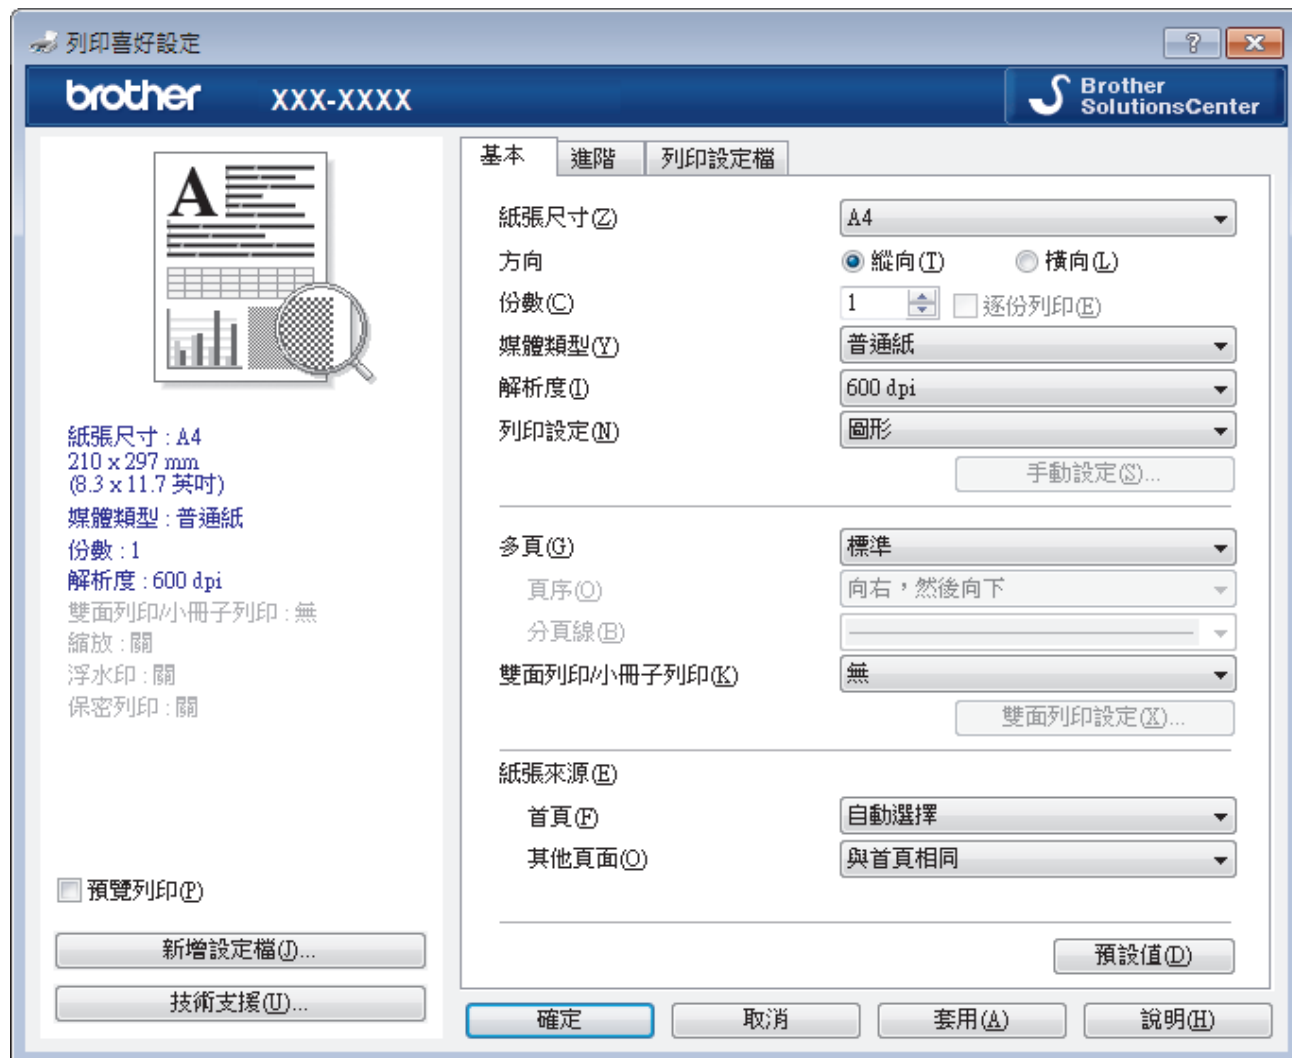 列印喜好設定
brother XXX-XXXX
Brother
SolutionsCenter
A
紙張尺寸 : A4
210 x 297 mm
(8.3 x 11.7 英吋)
媒體類型 : 普通紙
份數 : 1
解析度 : 600 dpi
雙面列印/小冊子列印 : 無
縮放 : 關
浮水印 : 關
保密列印 : 關
預覽列印(P)
新增設定檔(J)...
技術支援(U)...
基本 進階 列印設定檔
紙張尺寸(Z) A4
方向 縱向(T) 橫向(L)
份數(C) 1 逐份列印(E)
媒體類型(Y) 普通紙
解析度(I) 600 dpi
列印設定(N) 圖形
手動設定(S)...
多頁(G) 標準
頁序(O) 向右，然後向下
分頁線(B)
雙面列印/小冊子列印(K) 無
雙面列印設定(X)...
紙張來源(E)
首頁(F) 自動選擇
其他頁面(O) 與首頁相同
預設值(D)
確定 取消 套用(A) 說明(H)